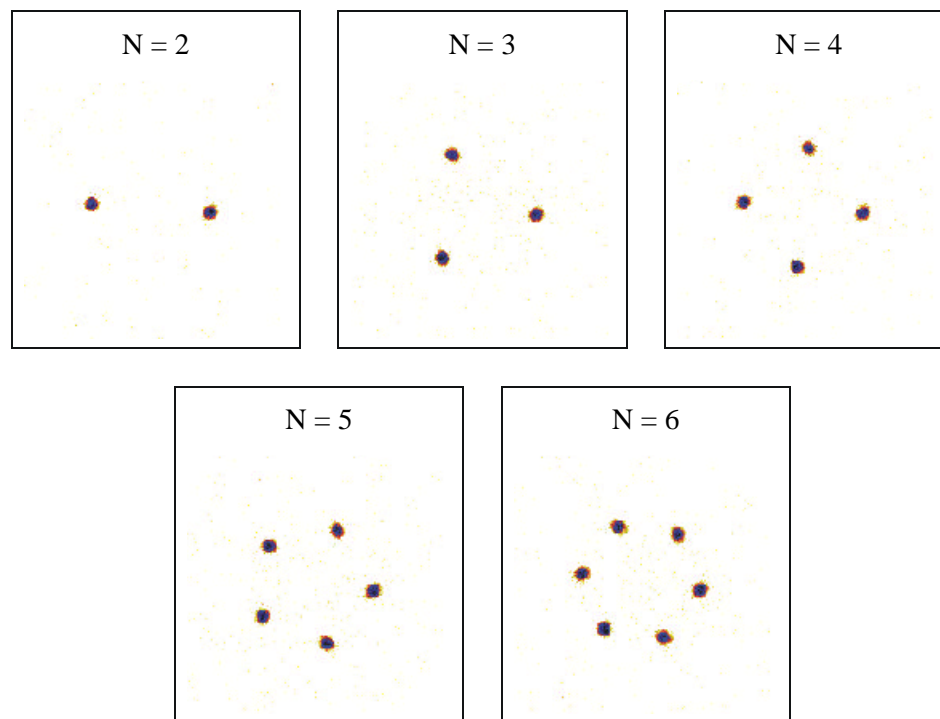 N = 2
N = 3
N = 4
N = 5
N = 6